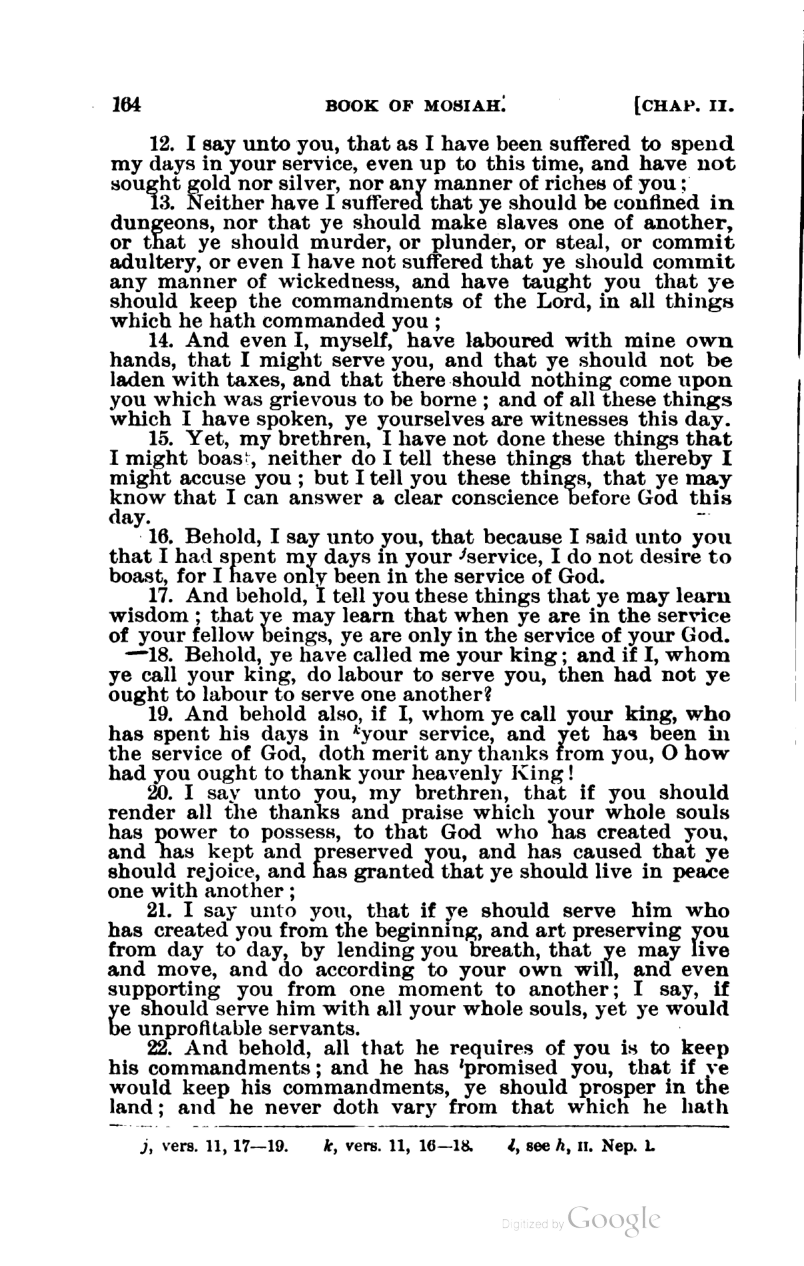 164 BOOK OF MOSIAH. [CHAP. II.
12. I say unto you, that as I have been suffered to spend
my days in your service, even up to this time, and have not
sought gold nor silver, nor any manner of riches of you;
13. Neither have I suffered that ye should be confined in
dungeons, nor that ye should make slaves one of another,
or that ye should murder, or plunder, or steal, or commit
adultery, or even I have not suffered that ye should commit
any manner of wickedness, and have taught you that ye
should keep the commandments of the Lord, in all things
which he hath commanded you;
14. And even I, myself, have laboured with mine own
hands, that I might serve you, and that ye should not be
laden with taxes, and that there should nothing come upon
you which was grievous to be borne; and of all these things
which I have spoken, ye yourselves are witnesses this day.
15. Yet, my brethren, I have not done these things that
I might boast, neither do I tell these things that thereby I
might accuse you; but I tell you these things, that ye may
know that I can answer a clear conscience before God this
day.
16. Behold, I say unto you, that because I said unto you
that I had spent my days in your ʲservice, I do not desire to
boast, for I have only been in the service of God.
17. And behold, I tell you these things that ye may learn
wisdom; that ye may learn that when ye are in the service
of your fellow beings, ye are only in the service of your God.
—18. Behold, ye have called me your king; and if I, whom
ye call your king, do labour to serve you, then had not ye
ought to labour to serve one another?
19. And behold also, if I, whom ye call your king, who
has spent his days in ᵏyour service, and yet has been in
the service of God, doth merit any thanks from you, O how
had you ought to thank your heavenly King!
20. I say unto you, my brethren, that if you should
render all the thanks and praise which your whole souls
has power to possess, to that God who has created you,
and has kept and preserved you, and has caused that ye
should rejoice, and has granted that ye should live in peace
one with another;
21. I say unto you, that if ye should serve him who
has created you from the beginning, and art preserving you
from day to day, by lending you breath, that ye may live
and move, and do according to your own will, and even
supporting you from one moment to another; I say, if
ye should serve him with all your whole souls, yet ye would
be unprofitable servants.
22. And behold, all that he requires of you is to keep
his commandments; and he has ˡpromised you, that if ye
would keep his commandments, ye should prosper in the
land; and he never doth vary from that which he hath
j, vers. 11, 17—19. k, vers. 11, 16—18. l, see h, II. Nep. 1.
Digitized by Google